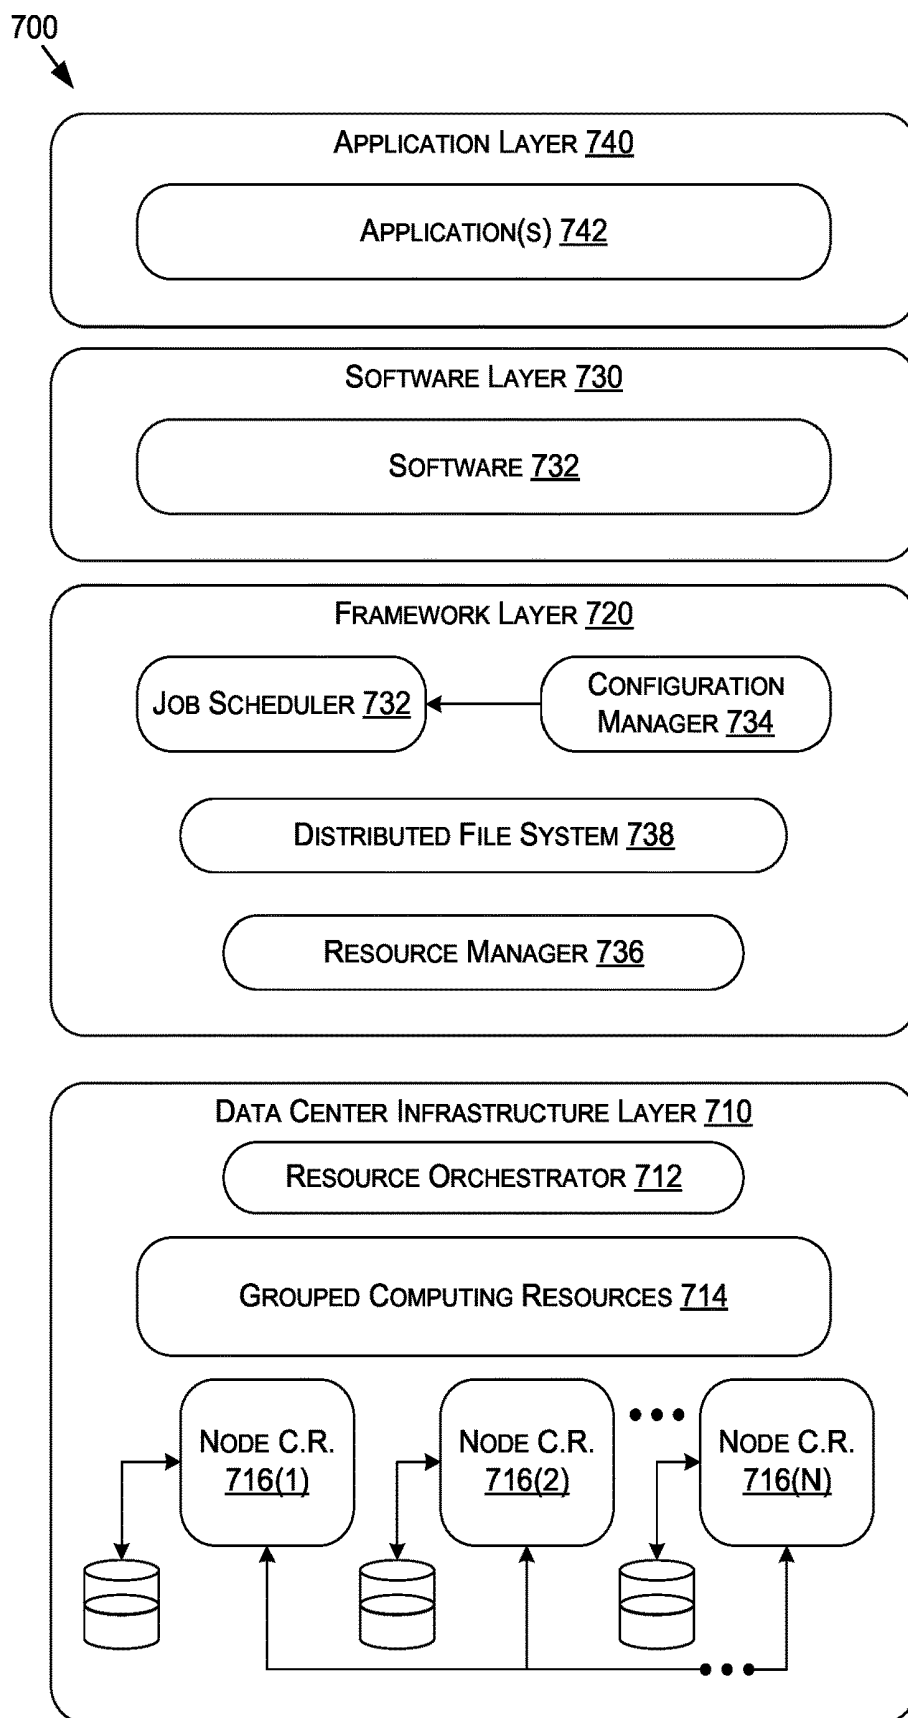 700
APPLICATION LAYER 740
APPLICATION(S) 742
SOFTWARE LAYER 730
SOFTWARE 732
FRAMEWORK LAYER 720
JOB SCHEDULER 732
CONFIGURATION
MANAGER 734
DISTRIBUTED FILE SYSTEM 738
RESOURCE MANAGER 736
DATA CENTER INFRASTRUCTURE LAYER 710
RESOURCE ORCHESTRATOR 712
GROUPED COMPUTING RESOURCES 714
NODE C.R.
716(1)
NODE C.R.
716(2)
NODE C.R.
716(N)